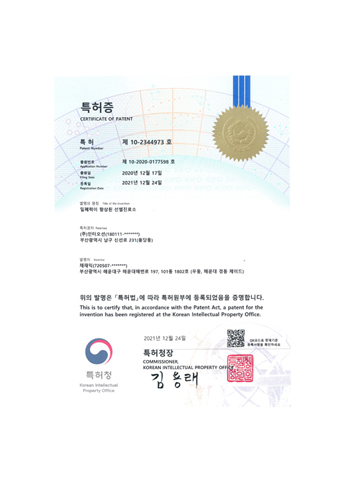 특허증
CERTIFICATE OF PATENT
특 허 제 10-2344973 호
Patent Number
출원번호 제 10-2020-0177598 호
Application Number
출원일 2020년 12월 17일
Filing Date
등록일 2021년 12월 24일
Registration Date
발명의 명칭 Title of the Invention
밀폐력이 향상된 선별진료소
특허권자 Patentee
(180111-*******)
부산광역시 남구 신선로 231(용당동)
발명자 Inventor
(720507-*******)
부산광역시 해운대구 해운대해변로 197, 101동 1802호 (우동, 해운대 경동 제이드)
위의 발명은 「특허법」에 따라 특허원부에 등록되었음을 증명합니다.
This is to certify that, in accordance with the Patent Act, a patent for the
invention has been registered at the Korean Intellectual Property Office.
2021년 12월 24일
QR코드로 현재기준
등록사항을 확인하세요
특허청장
COMMISSIONER,
KOREAN INTELLECTUAL PROPERTY OFFICE
김용래
특허청
Korean Intellectual
Property Office